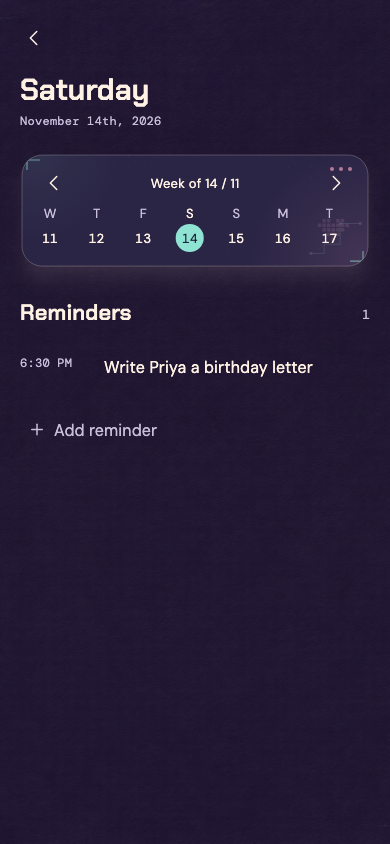 Saturday
November 14th, 2026
Week of 14 / 11
W T F S S M T
11 12 13 14 15 16 17
Reminders 1
6:30 PM Write Priya a birthday letter
+ Add reminder